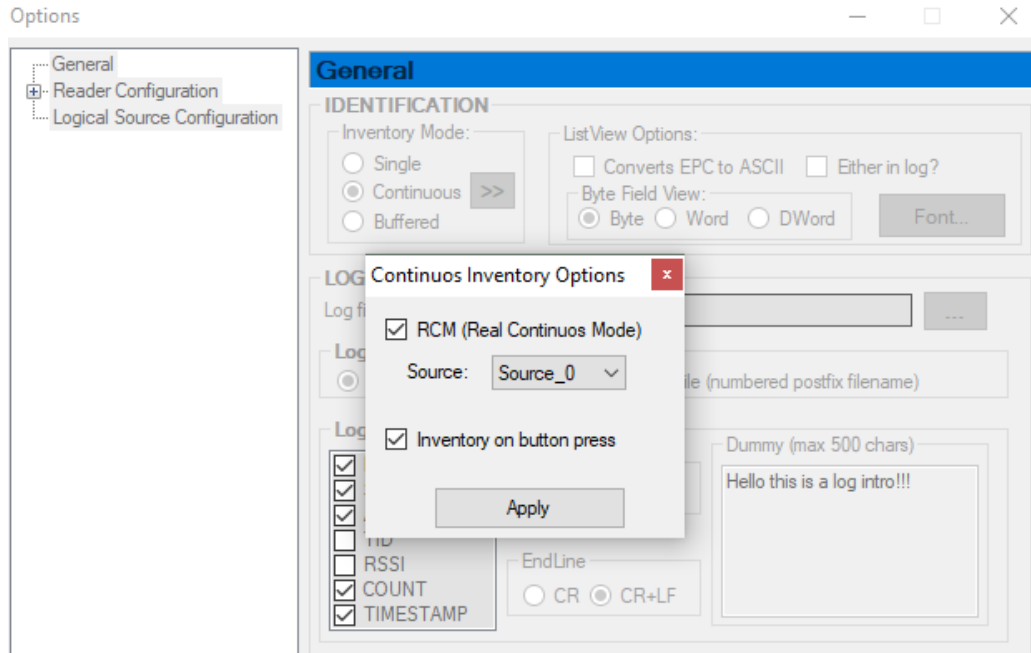 Options
General
Reader Configuration
Logical Source Configuration
General
IDENTIFICATION
Inventory Mode:
Single
Continuous >>
Buffered
ListView Options:
Converts EPC to ASCII Either in log?
Byte Field View:
Byte Word DWord
Font...
LOG
Log
...
Log
(numbered postfix filename)
Continuos Inventory Options x
RCM (Real Continuos Mode)
Source: Source_0
Inventory on button press
Apply
Log
TID
RSSI
COUNT
TIMESTAMP
EndLine
CR CR+LF
Dummy (max 500 chars)
Hello this is a log intro!!!